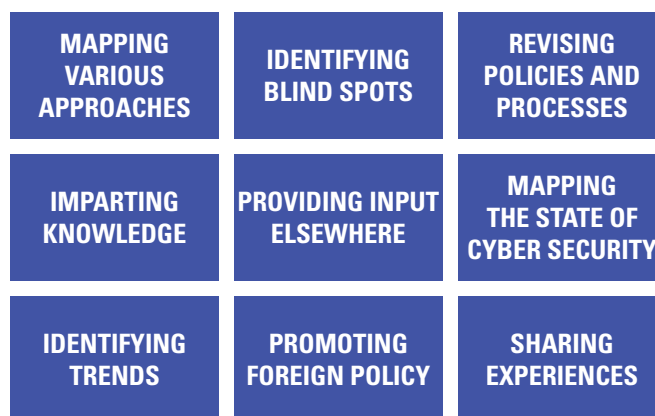 MAPPING
VARIOUS
APPROACHES
IDENTIFYING
BLIND SPOTS
REVISING
POLICIES AND
PROCESSES
IMPARTING
KNOWLEDGE
PROVIDING INPUT
ELSEWHERE
MAPPING
THE STATE OF
CYBER SECURITY
IDENTIFYING
TRENDS
PROMOTING
FOREIGN POLICY
SHARING
EXPERIENCES